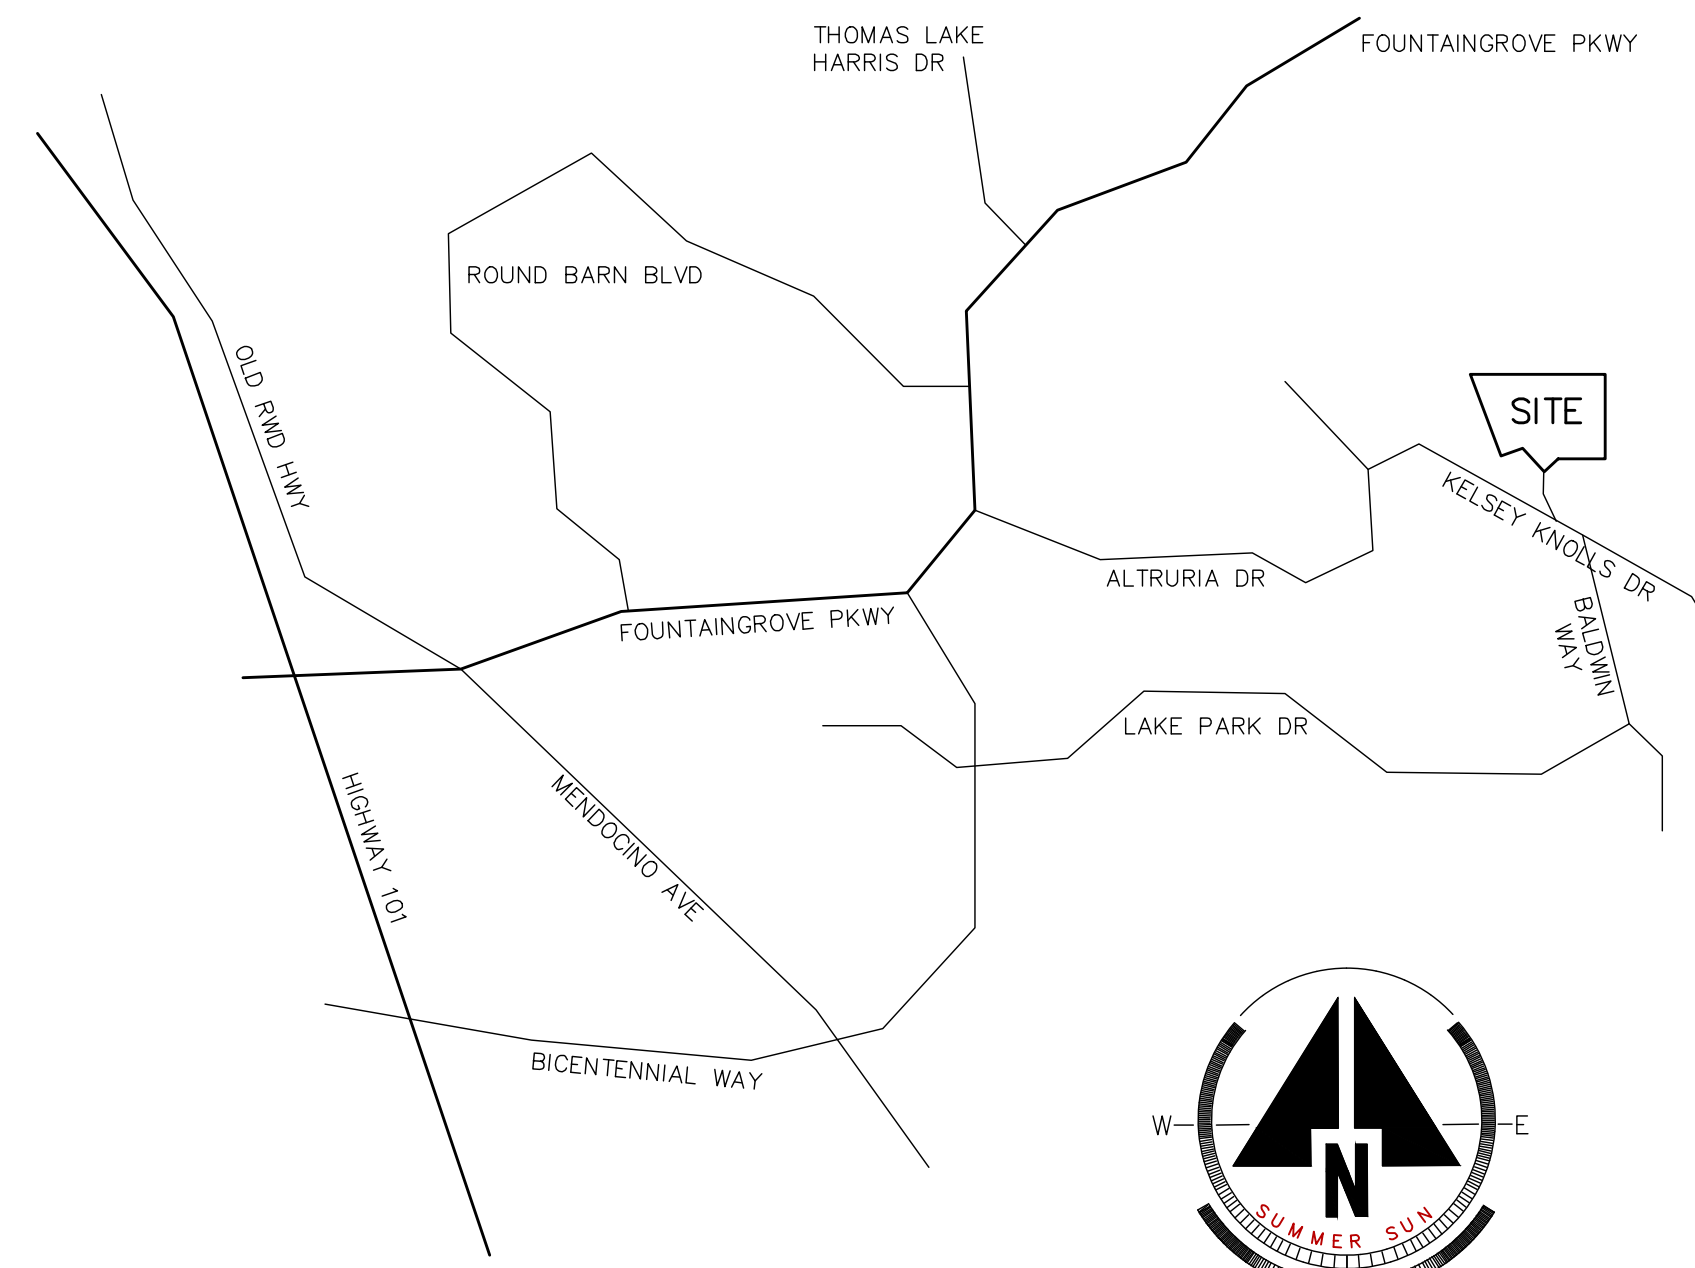 THOMAS LAKE
HARRIS DR
FOUNTAINGROVE PKWY
ROUND BARN BLVD
OLD RWD HWY
SITE
KELSEY KNOLLS DR
ALTRURIA DR
FOUNTAINGROVE PKWY
BALDWIN
WAY
LAKE PARK DR
HIGHWAY 101
MENDOCINO AVE
BICENTENNIAL WAY
W
E
N
SUMMER SUN